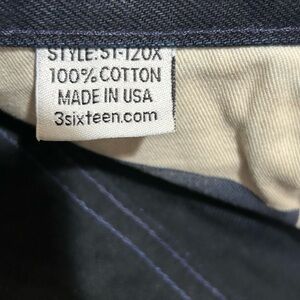 STYLE:ST-120X
100% COTTON
MADE IN USA
3sixteen.com